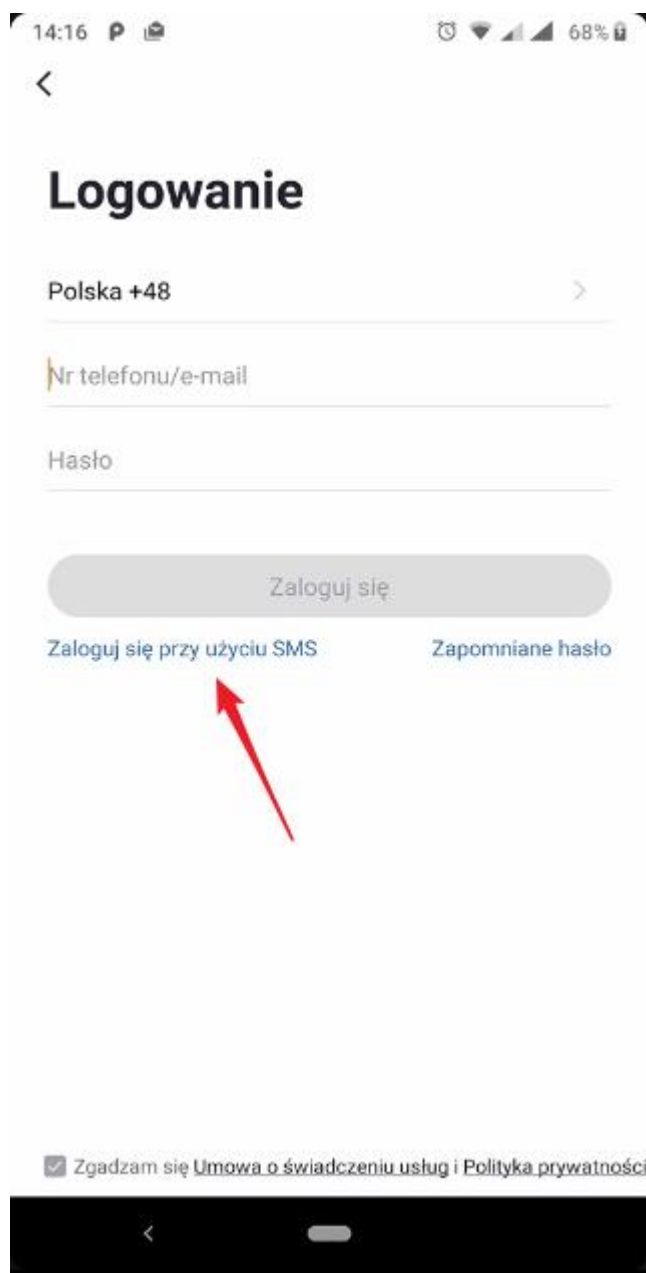 14:16 P 68%
Logowanie
Polska +48
Nr telefonu/e-mail
Hasło
Zaloguj się
Zaloguj się przy użyciu SMS Zapomniane hasło
Zgadzam się Umowa o świadczeniu usług i Polityka prywatności